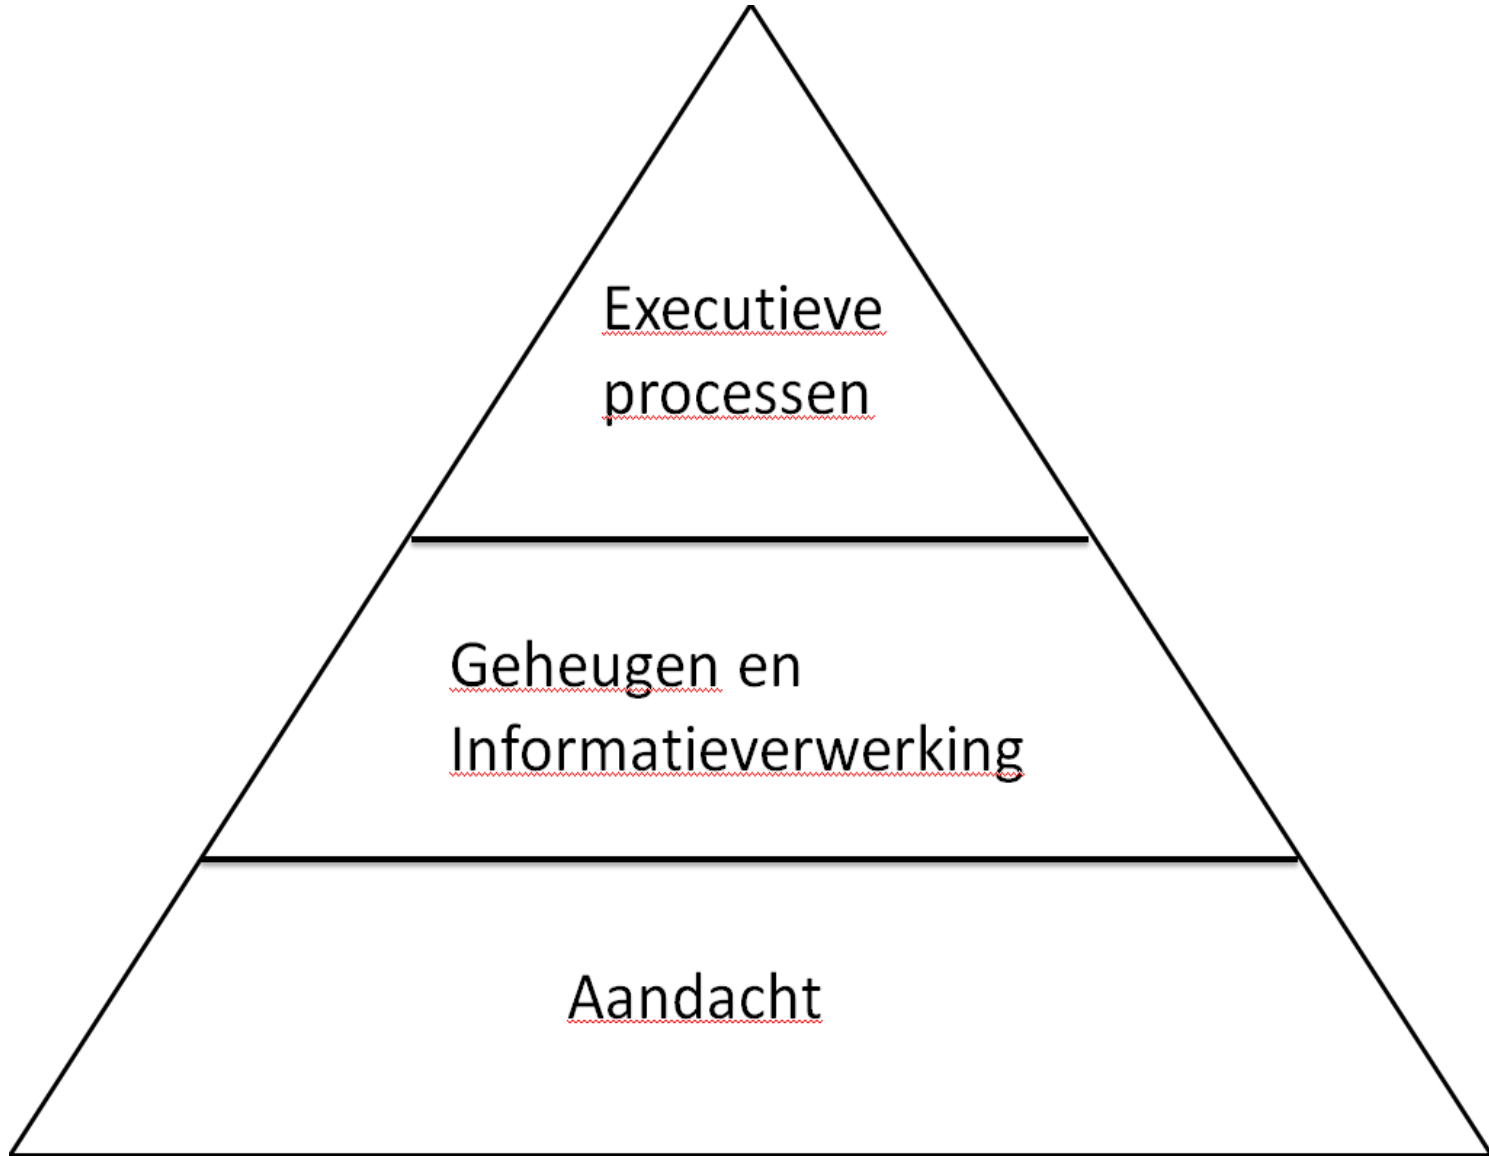 Executieve
processen
Geheugen en
Informatieverwerking
Aandacht